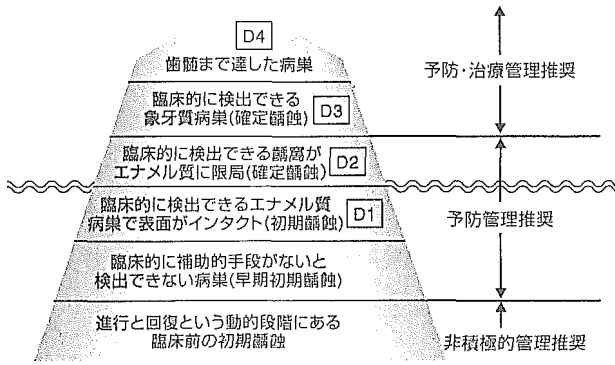 D4
歯髄まで達した病巣
臨床的に検出できる
象牙質病巣(確定齲蝕) D3
臨床的に検出できる齲窩が
エナメル質に限局(確定齲蝕) D2
臨床的に検出できるエナメル質
病巣で表面がインタクト(初期齲蝕) D1
臨床的に補助的手段がないと
検出できない病巣(早期初期齲蝕)
進行と回復という動的段階にある
臨床前の初期齲蝕
予防・治療管理推奨
予防管理推奨
非積極的管理推奨